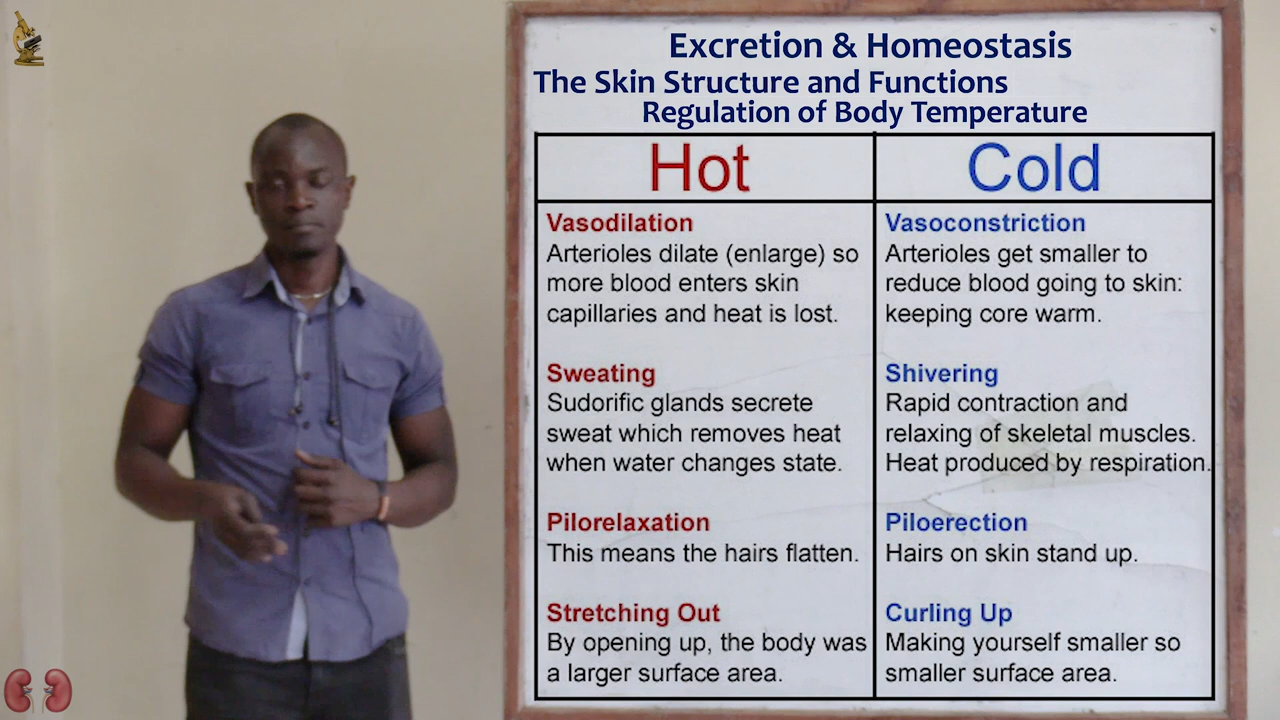 Excretion & Homeostasis
The Skin Structure and Functions
Regulation of Body Temperature
Hot
Cold
Vasodilation
Arterioles dilate (enlarge) so
more blood enters skin
capillaries and heat is lost.
Sweating
Sudorific glands secrete
sweat which removes heat
when water changes state.
Pilorelaxation
This means the hairs flatten.
Stretching Out
By opening up, the body was
a larger surface area.
Vasoconstriction
Arterioles get smaller to
reduce blood going to skin:
keeping core warm.
Shivering
Rapid contraction and
relaxing of skeletal muscles.
Heat produced by respiration.
Piloerection
Hairs on skin stand up.
Curling Up
Making yourself smaller so
smaller surface area.